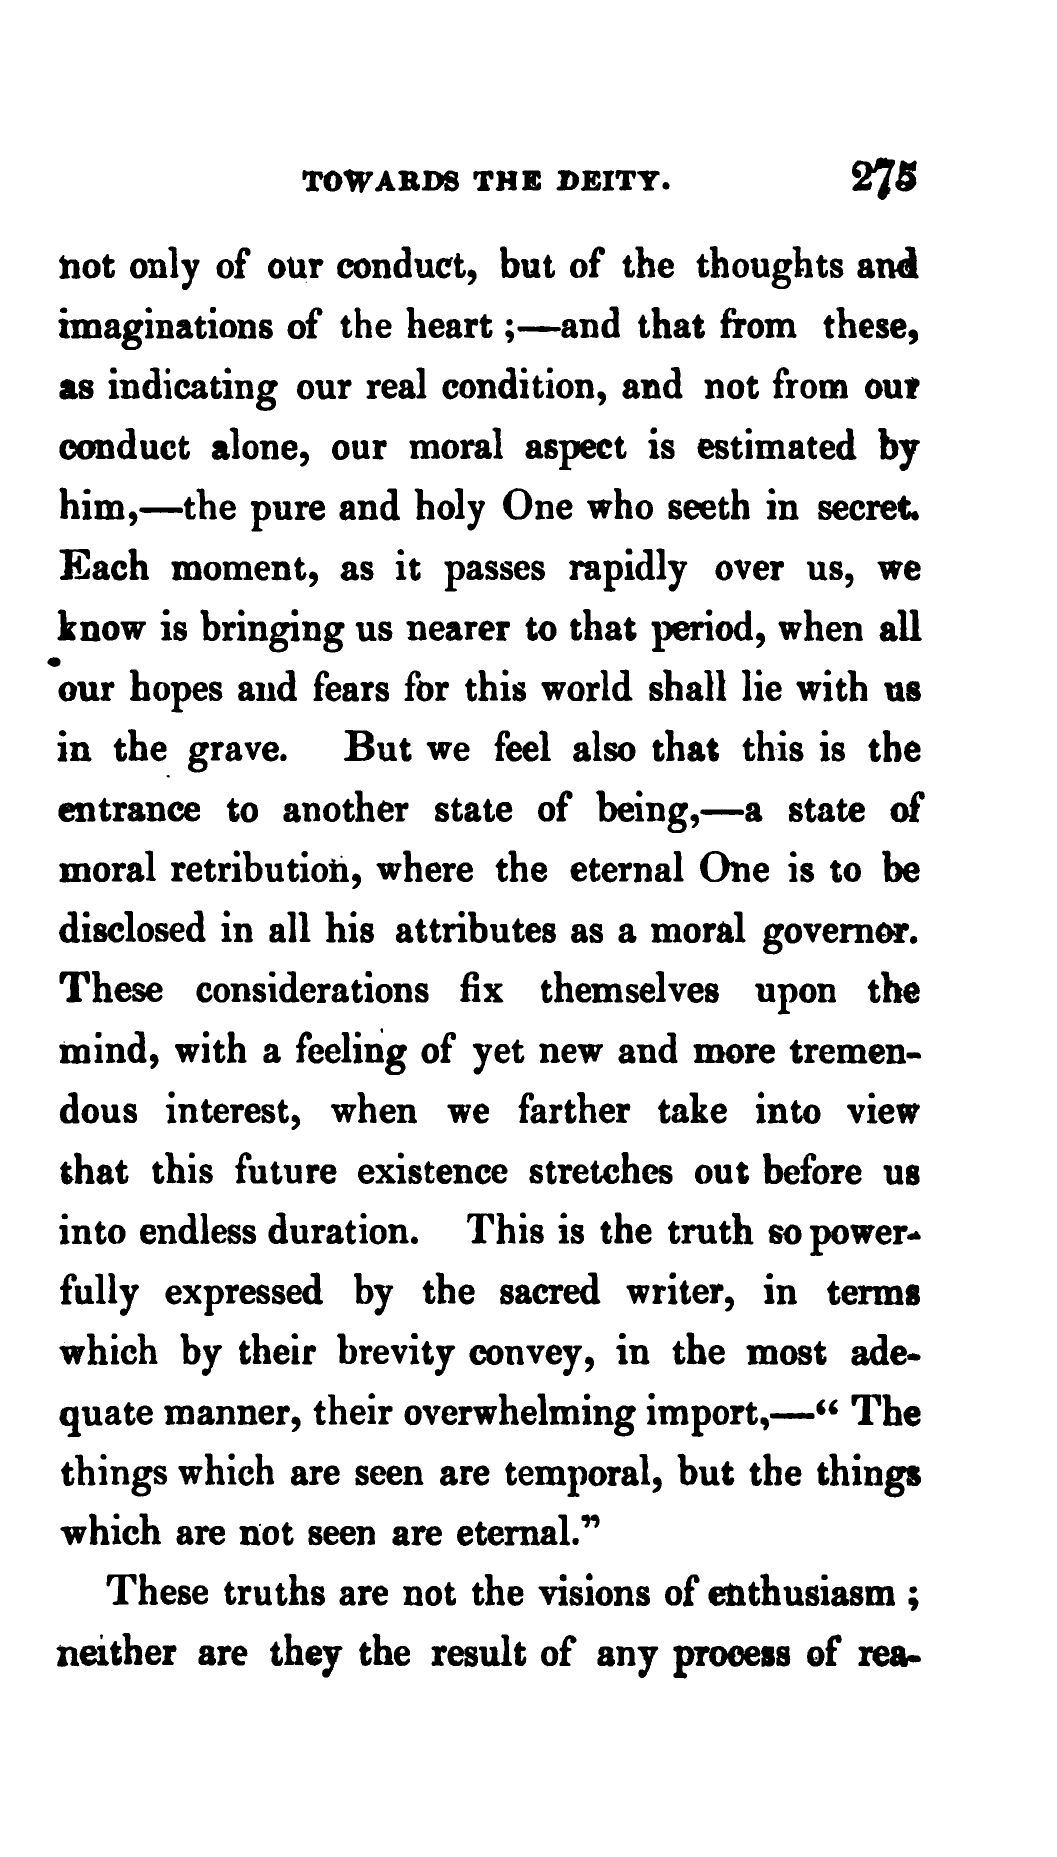 TOWARDS THE DEITY. 275
not only of our conduct, but of the thoughts and
imaginations of the heart ;—and that from these,
as indicating our real condition, and not from our
conduct alone, our moral aspect is estimated by
him,—the pure and holy One who seeth in secret.
Each moment, as it passes rapidly over us, we
know is bringing us nearer to that period, when all
our hopes and fears for this world shall lie with us
in the grave. But we feel also that this is the
entrance to another state of being,—a state of
moral retribution, where the eternal One is to be
disclosed in all his attributes as a moral governor.
These considerations fix themselves upon the
mind, with a feeling of yet new and more tremen-
dous interest, when we farther take into view
that this future existence stretches out before us
into endless duration. This is the truth so power-
fully expressed by the sacred writer, in terms
which by their brevity convey, in the most ade-
quate manner, their overwhelming import,—“ The
things which are seen are temporal, but the things
which are not seen are eternal.”
These truths are not the visions of enthusiasm ;
neither are they the result of any process of rea-